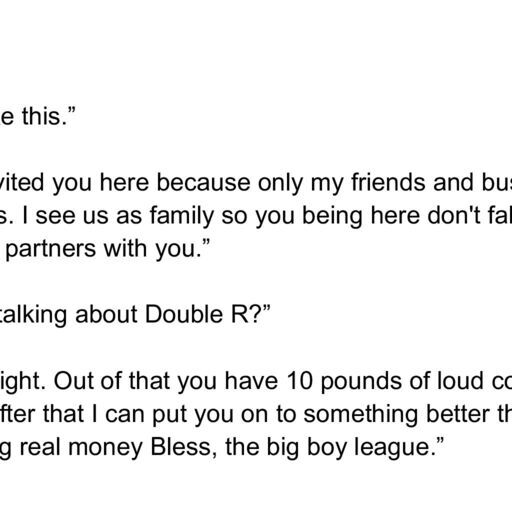 e this.”
vited you here because only my friends and bus
s. I see us as family so you being here don't fal
partners with you.”
talking about Double R?”
ight. Out of that you have 10 pounds of loud co
fter that I can put you on to something better th
g real money Bless, the big boy league.”